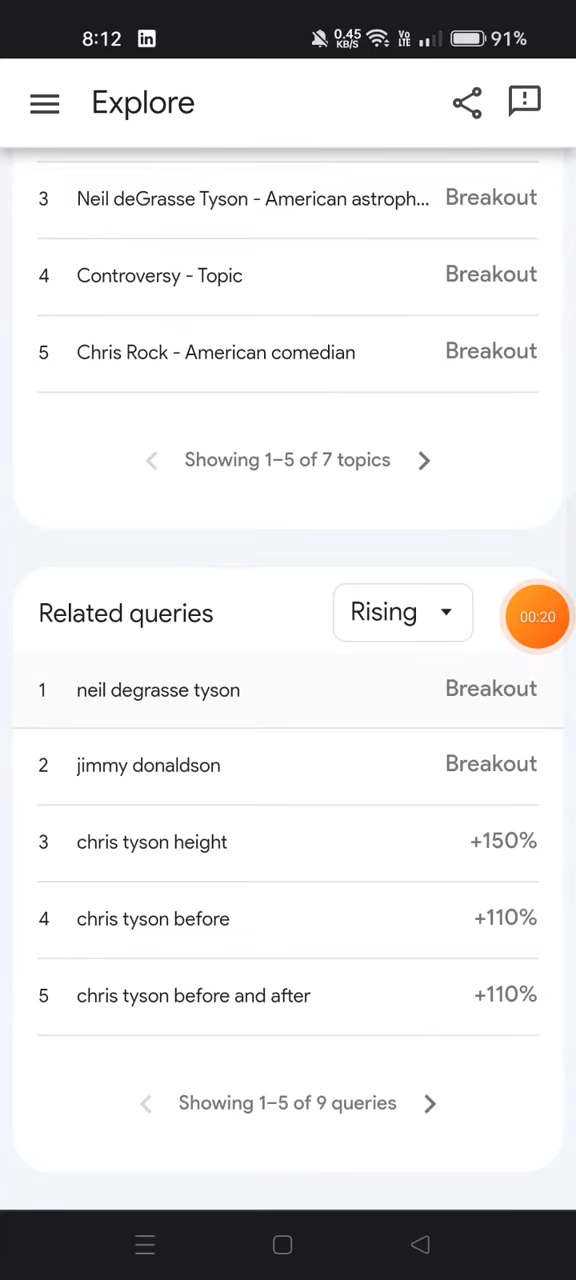 8:12 in 0.45 KB/S Vo LTE 91%
Explore
3 Neil deGrasse Tyson - American astroph... Breakout
4 Controversy - Topic Breakout
5 Chris Rock - American comedian Breakout
Showing 1–5 of 7 topics
Related queries Rising 00:20
1 neil degrasse tyson Breakout
2 jimmy donaldson Breakout
3 chris tyson height +150%
4 chris tyson before +110%
5 chris tyson before and after +110%
Showing 1–5 of 9 queries